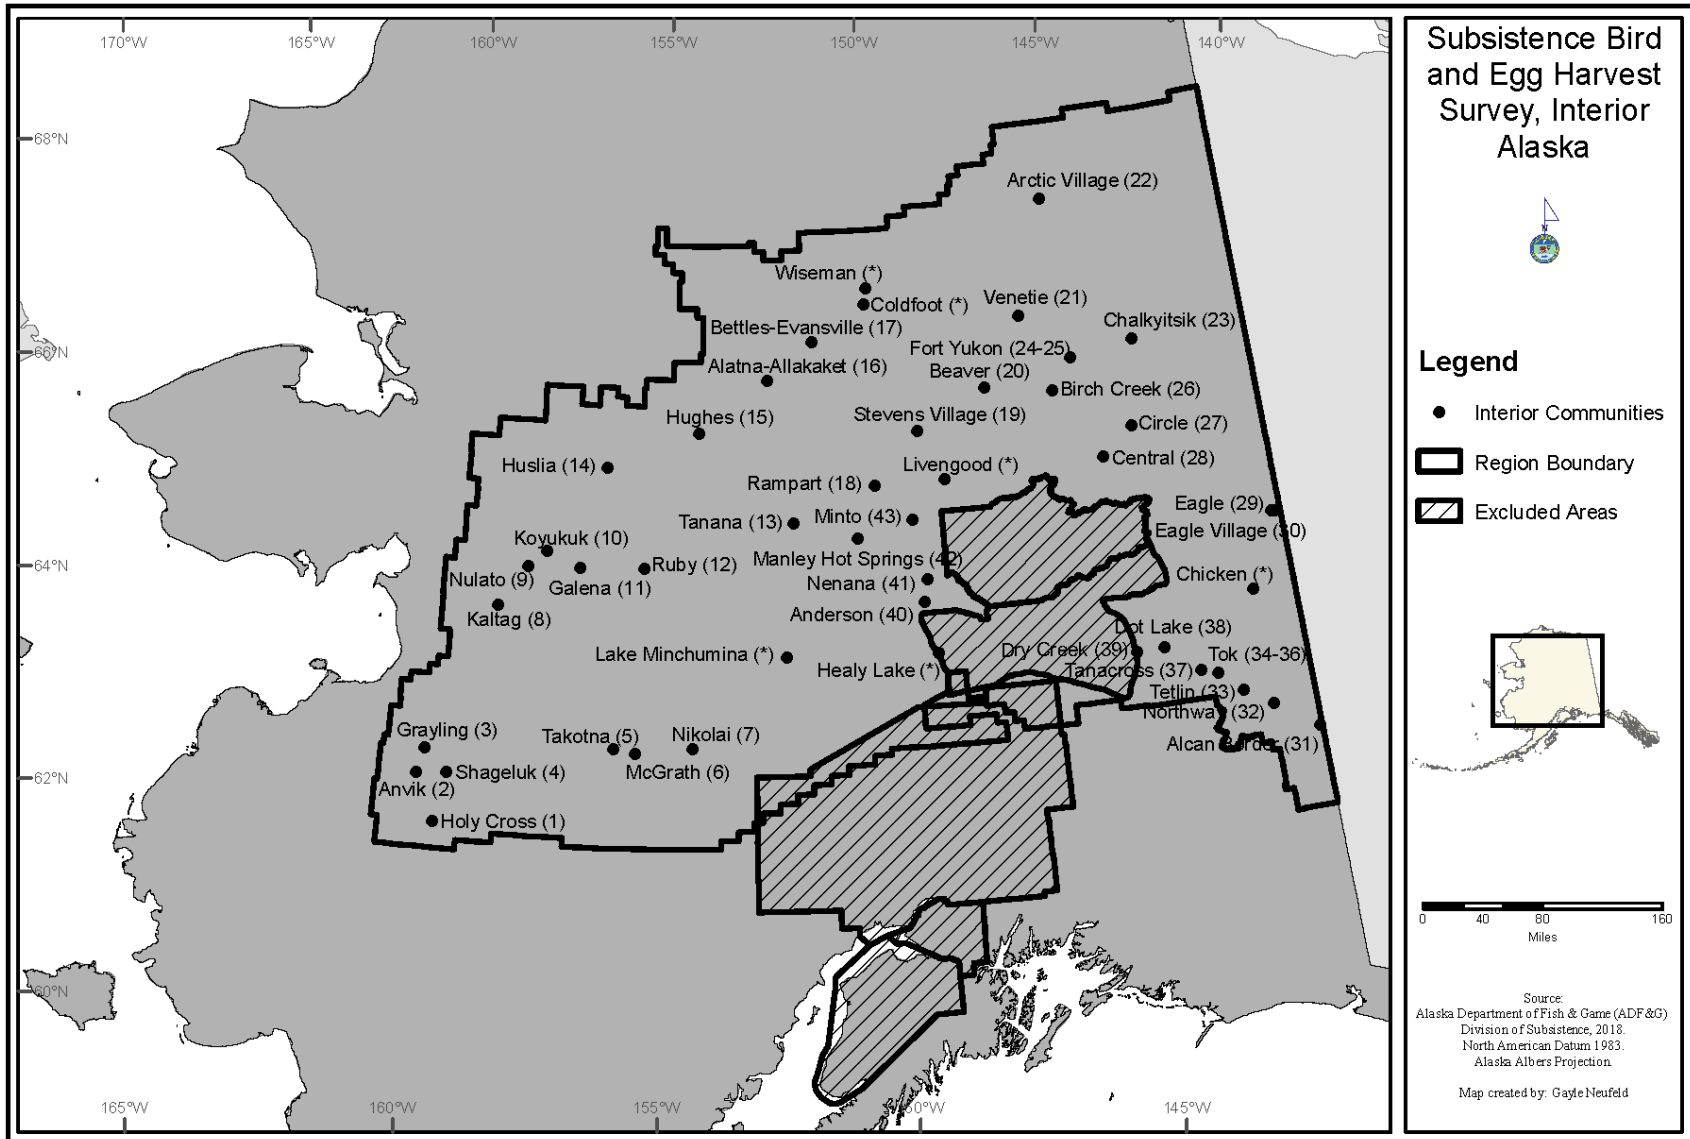 170°W 165°W 160°W 155°W 150°W 145°W 140°W
Subsistence Bird
and Egg Harvest
Survey, Interior
Alaska
N
Legend
Interior Communities
Region Boundary
Excluded Areas
68°N
66°N
64°N
62°N
60°N
Arctic Village (22)
Wiseman (*)
Coldfoot (*)
Venetie (21)
Bettles-Evansville (17)
Chalkyitsik (23)
Fort Yukon (24-25)
Alatna-Allakaket (16)
Beaver (20)
Birch Creek (26)
Hughes (15)
Stevens Village (19)
Circle (27)
Huslia (14)
Livengood (*)
Central (28)
Rampart (18)
Eagle (29)
Tanana (13)
Minto (43)
Eagle Village (30)
Koyukuk (10)
Manley Hot Springs (42)
Ruby (12)
Nulato (9)
Galena (11)
Nenana (41)
Chicken (*)
Kaltag (8)
Anderson (40)
Dot Lake (38)
Lake Minchumina (*)
Dry Creek (39)
Tok (34-36)
Healy Lake (*)
Tanacross (37)
Tetlin (33)
Northway (32)
Grayling (3)
Takotna (5)
Nikolai (7)
Alcan Border (31)
Shageluk (4)
McGrath (6)
Anvik (2)
Holy Cross (1)
165°W 160°W 155°W 150°W 145°W
0 40 80 160
Miles
Source:
Alaska Department of Fish & Game (ADF&G)
Division of Subsistence, 2018.
North American Datum 1983.
Alaska Albers Projection
Map created by: Gayle Neufeld